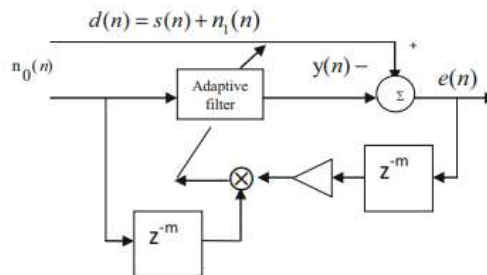 d(n) = s(n) + n₁(n)
+
n₀(n)
Adaptive
filter
y(n) −
Σ
e(n)
z⁻ᵐ
z⁻ᵐ